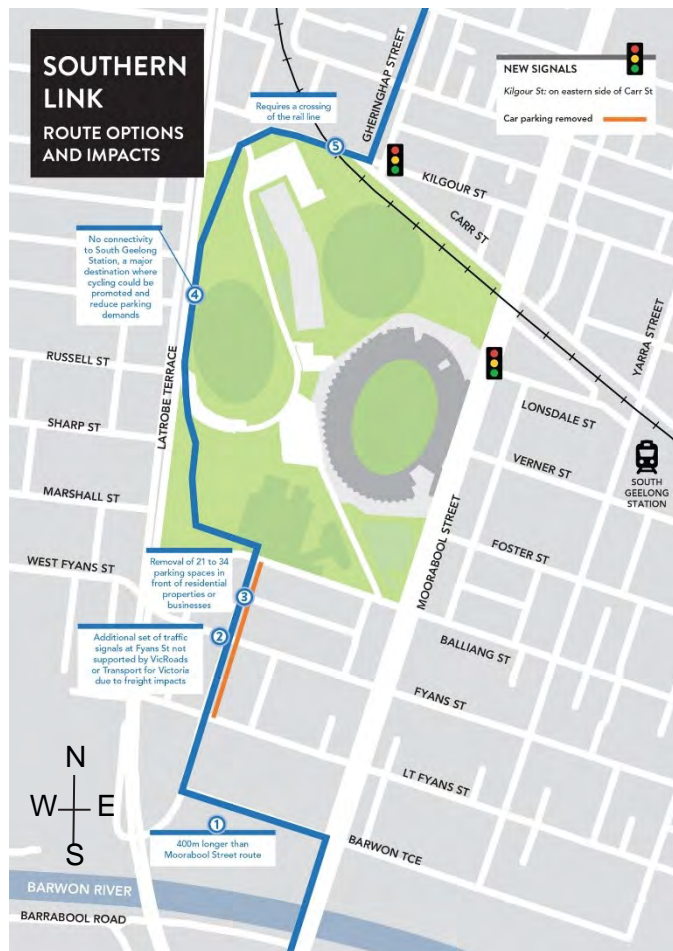 SOUTHERN
LINK
ROUTE OPTIONS
AND IMPACTS
NEW SIGNALS
Kilgour St: on eastern side of Carr St
Car parking removed
GHERINGHAP STREET
Requires a crossing
of the rail line
5
KILGOUR ST
CARR ST
No connectivity
to South Geelong
Station, a major
destination where
cycling could be
promoted and
reduce parking
demands
4
LATROBE TERRACE
RUSSELL ST
SHARP ST
MARSHALL ST
WEST FYANS ST
YARRA STREET
LONSDALE ST
VERNER ST
SOUTH
GEELONG
STATION
FOSTER ST
MOORABOOL STREET
BALLIANG ST
FYANS ST
LT FYANS ST
BARWON TCE
Removal of 21 to 34
parking spaces in
front of residential
properties or
businesses
3
2
Additional set of traffic
signals at Fyans St not
supported by VicRoads
or Transport for Victoria
due to freight impacts
N
W E
S
1
400m longer than
Moorabool Street route
BARWON RIVER
BARRABOOL ROAD